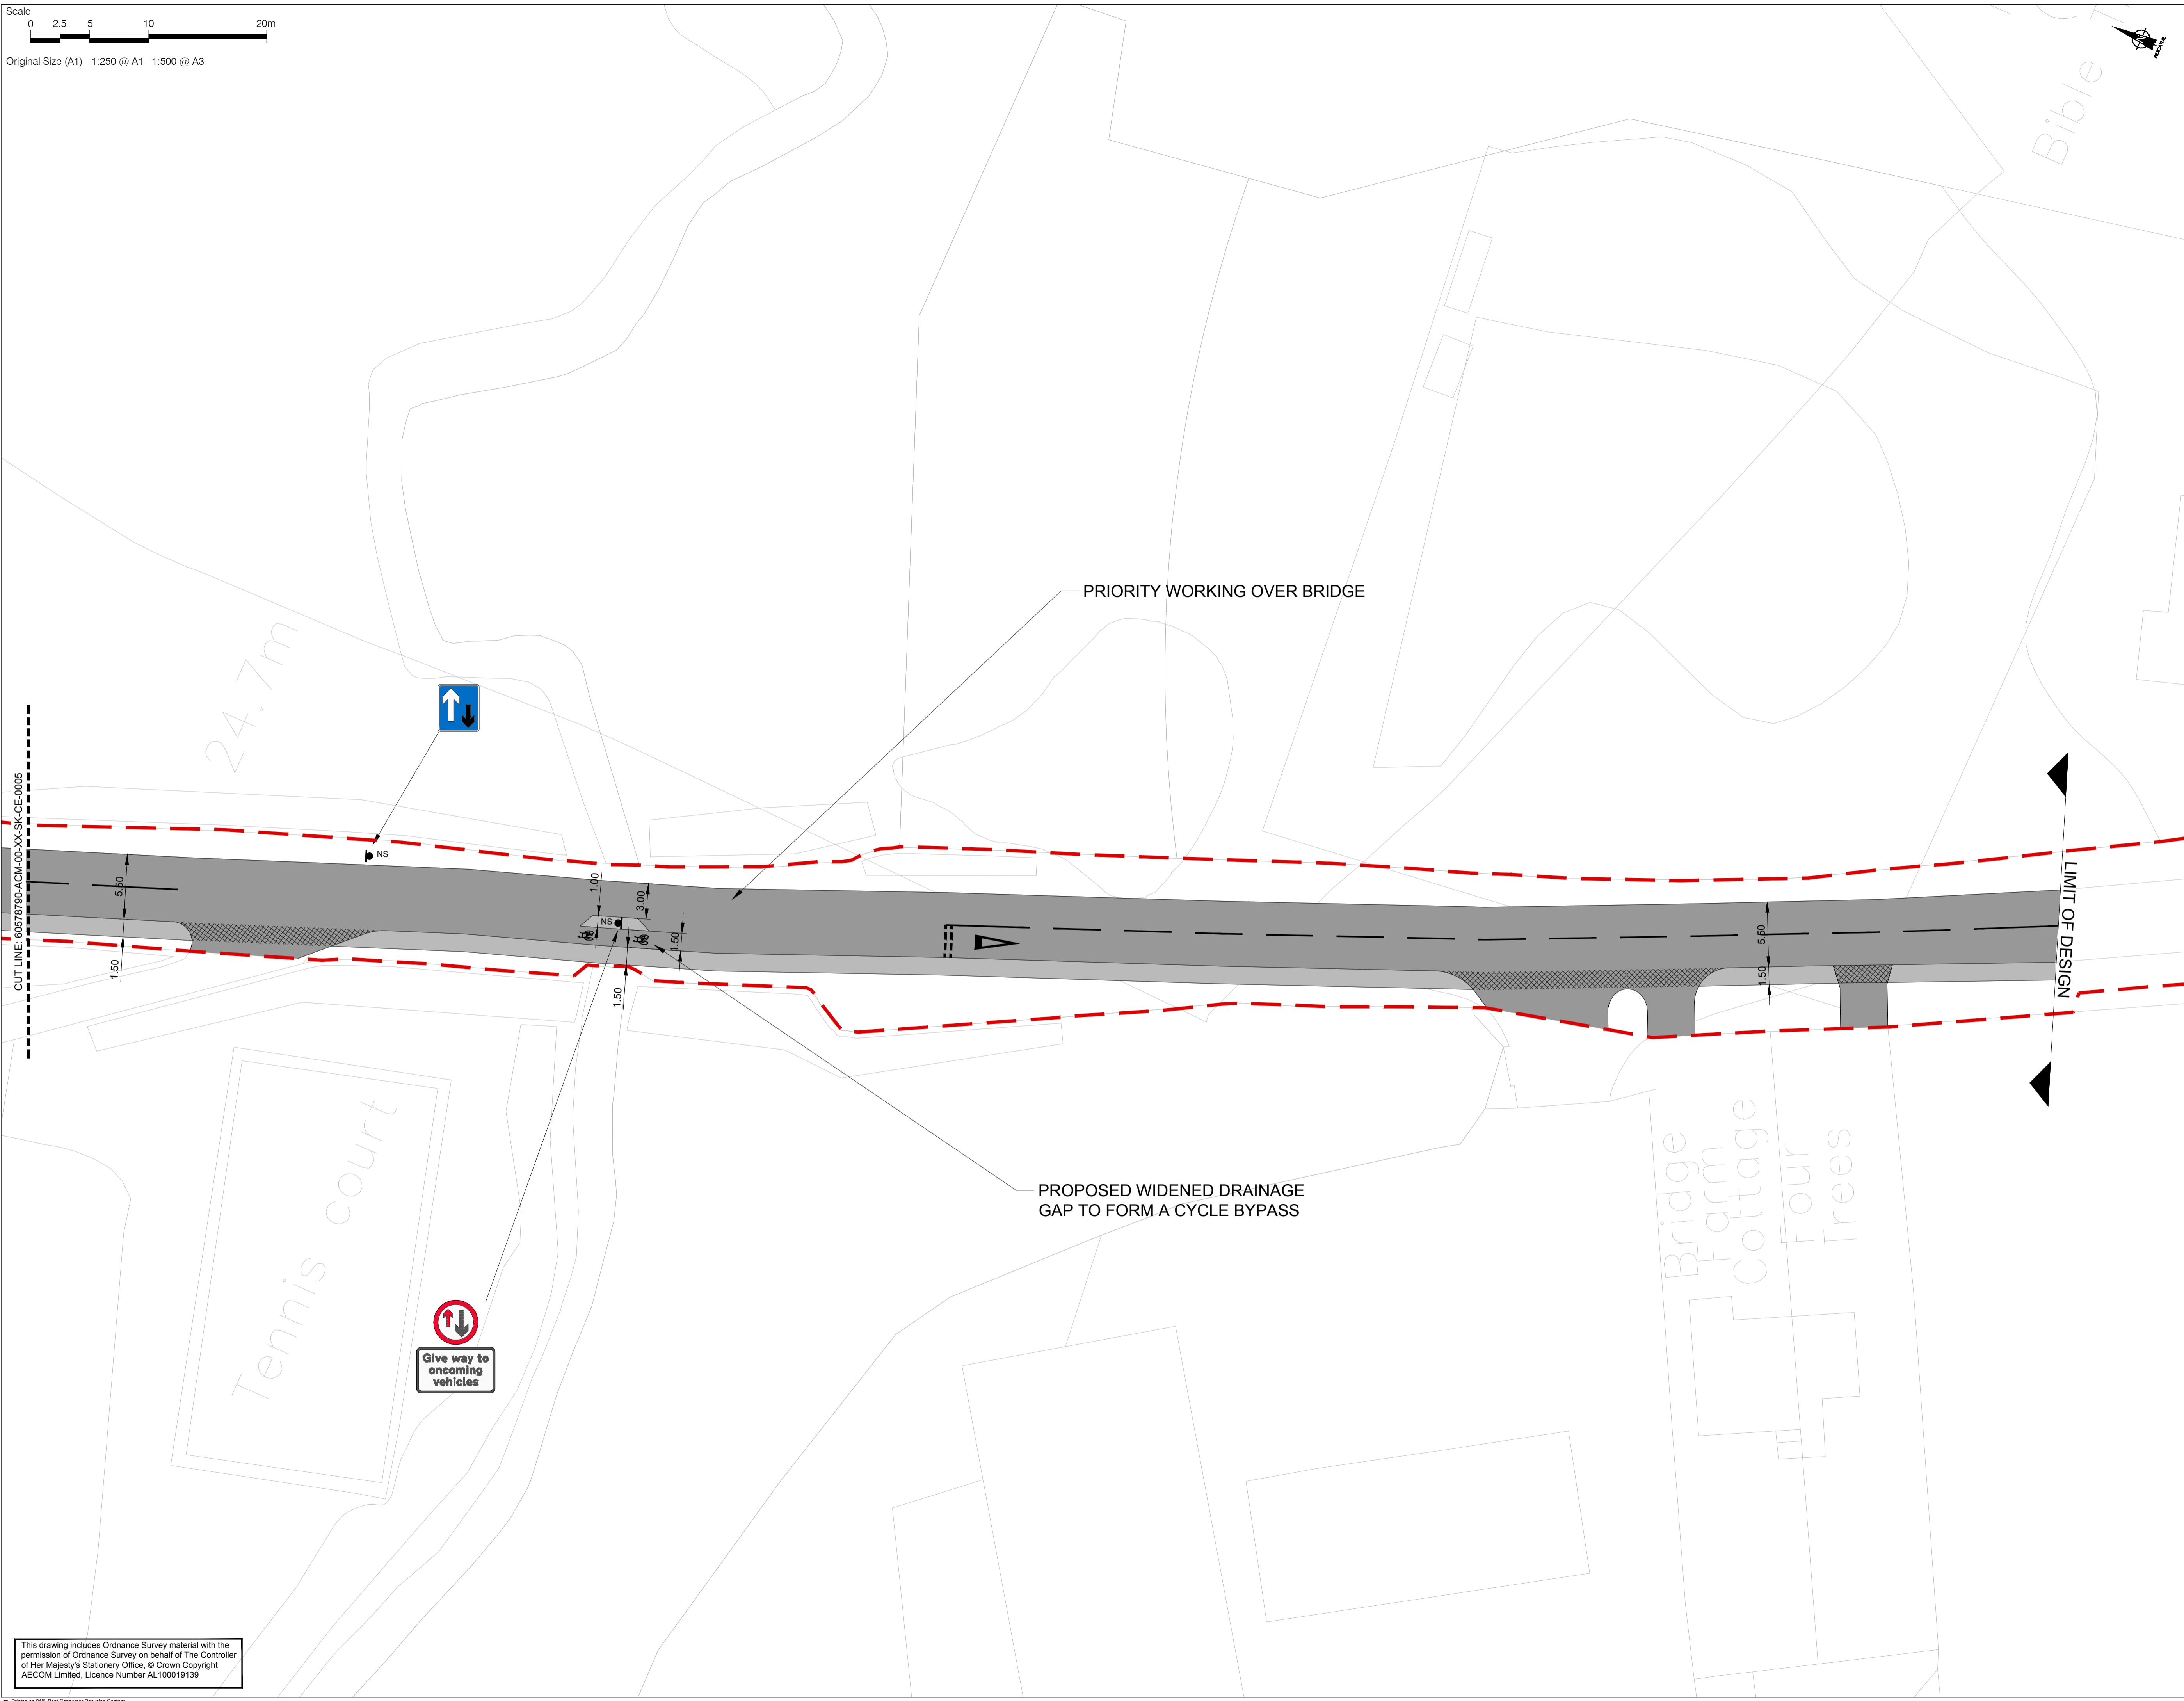 Scale
0 2.5 5 10 20m
Original Size (A1) 1:250 @ A1 1:500 @ A3
INDICATIVE
Bible
PRIORITY WORKING OVER BRIDGE
24.7m
CUT LINE: 60578790-ACM-00-XX-SK-CE-0005
NS
5.50
1.50
1.00
3.00
NS
1.50
1.50
5.50
1.50
LIMIT OF DESIGN
PROPOSED WIDENED DRAINAGE
GAP TO FORM A CYCLE BYPASS
Tennis court
Bridge
Farm
Cottage
Four
Trees
Give way to
oncoming
vehicles
This drawing includes Ordnance Survey material with the
permission of Ordnance Survey on behalf of The Controller
of Her Majesty's Stationery Office, © Crown Copyright
AECOM Limited, Licence Number AL100019139